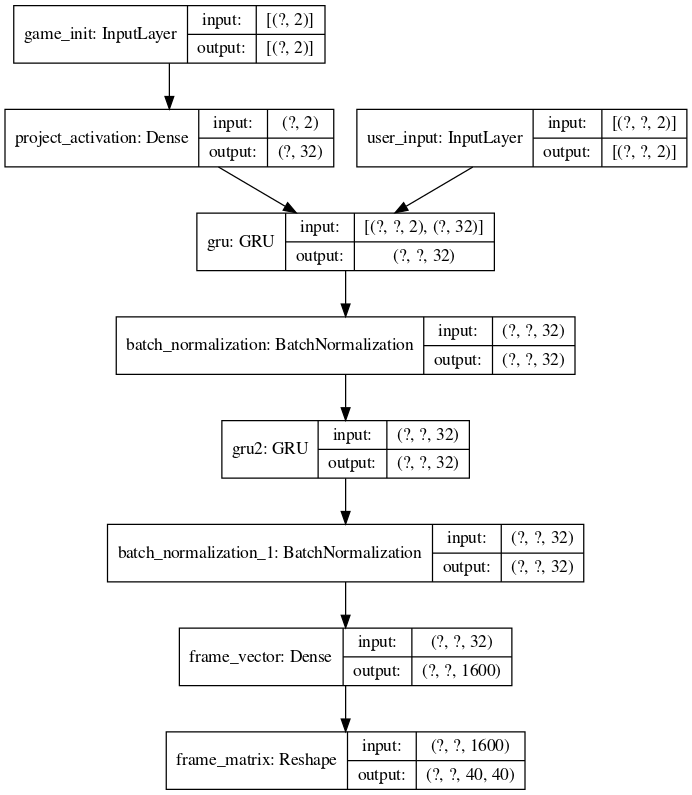 game_init: InputLayer
input: [(?, 2)]
output: [(?, 2)]
project_activation: Dense
input: (?, 2)
output: (?, 32)
user_input: InputLayer
input: [(?, ?, 2)]
output: [(?, ?, 2)]
gru: GRU
input: [(?, ?, 2), (?, 32)]
output: (?, ?, 32)
batch_normalization: BatchNormalization
input: (?, ?, 32)
output: (?, ?, 32)
gru2: GRU
input: (?, ?, 32)
output: (?, ?, 32)
batch_normalization_1: BatchNormalization
input: (?, ?, 32)
output: (?, ?, 32)
frame_vector: Dense
input: (?, ?, 32)
output: (?, ?, 1600)
frame_matrix: Reshape
input: (?, ?, 1600)
output: (?, ?, 40, 40)